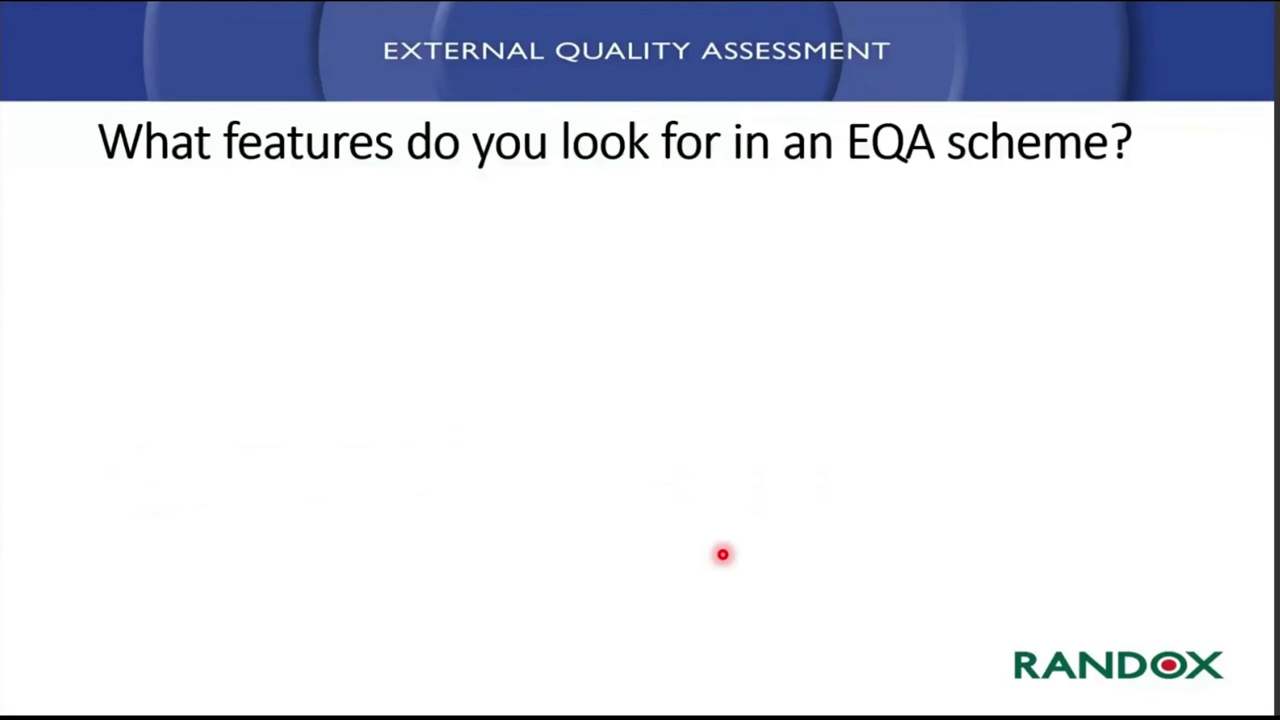 EXTERNAL QUALITY ASSESSMENT
What features do you look for in an EQA scheme?
RANDOX